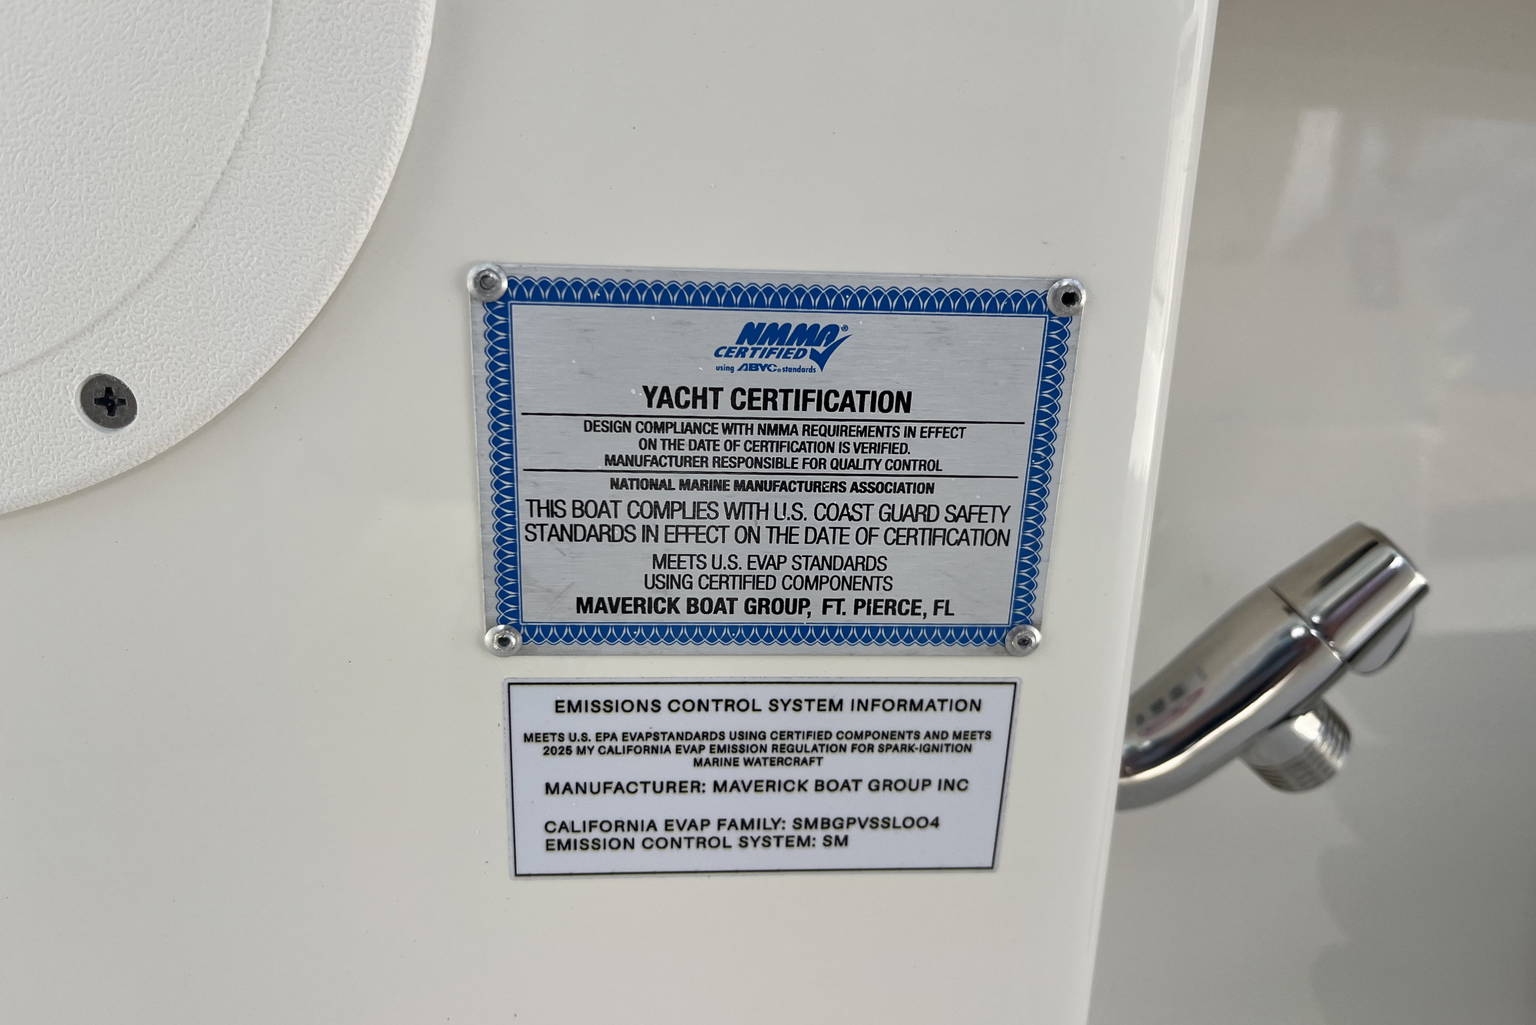 NMMA®
CERTIFIED
using ABYC® standards
YACHT CERTIFICATION
DESIGN COMPLIANCE WITH NMMA REQUIREMENTS IN EFFECT
ON THE DATE OF CERTIFICATION IS VERIFIED.
MANUFACTURER RESPONSIBLE FOR QUALITY CONTROL
NATIONAL MARINE MANUFACTURERS ASSOCIATION
THIS BOAT COMPLIES WITH U.S. COAST GUARD SAFETY
STANDARDS IN EFFECT ON THE DATE OF CERTIFICATION
MEETS U.S. EVAP STANDARDS
USING CERTIFIED COMPONENTS
MAVERICK BOAT GROUP, FT. PIERCE, FL
EMISSIONS CONTROL SYSTEM INFORMATION
MEETS U.S. EPA EVAPSTANDARDS USING CERTIFIED COMPONENTS AND MEETS
2025 MY CALIFORNIA EVAP EMISSION REGULATION FOR SPARK-IGNITION
MARINE WATERCRAFT
MANUFACTURER: MAVERICK BOAT GROUP INC
CALIFORNIA EVAP FAMILY: SMBGPVSSL004
EMISSION CONTROL SYSTEM: SM